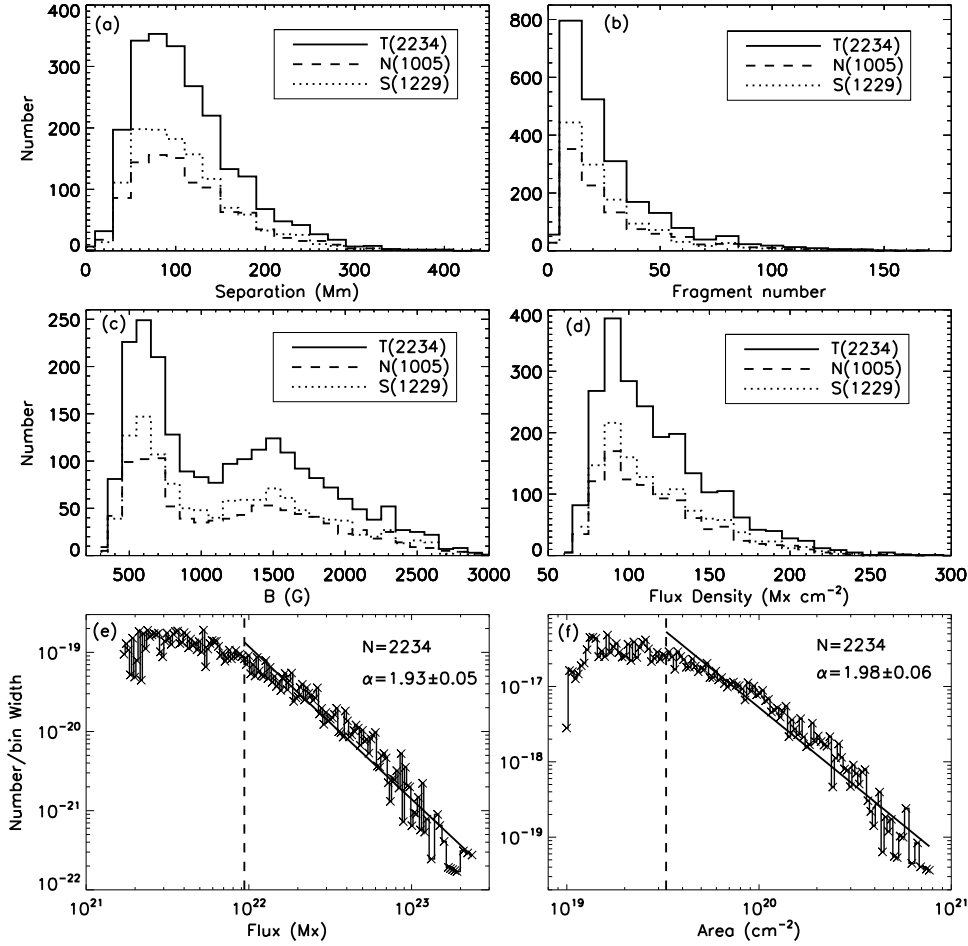 (a)
T(2234)
N(1005)
S(1229)
Number
400
300
200
100
0
0 100 200 300 400
Separation (Mm)
(b)
T(2234)
N(1005)
S(1229)
800
600
400
200
0
0 50 100 150
Fragment number
(c)
T(2234)
N(1005)
S(1229)
Number
250
200
150
100
50
0
500 1000 1500 2000 2500 3000
B (G)
(d)
T(2234)
N(1005)
S(1229)
400
300
200
100
0
50 100 150 200 250 300
Flux Density (Mx cm⁻²)
(e)
N=2234
α=1.93±0.05
Number/bin Width
10⁻¹⁹
10⁻²⁰
10⁻²¹
10⁻²²
10²¹ 10²² 10²³
Flux (Mx)
(f)
N=2234
α=1.98±0.06
10⁻¹⁷
10⁻¹⁸
10⁻¹⁹
10¹⁹ 10²⁰ 10²¹
Area (cm⁻²)